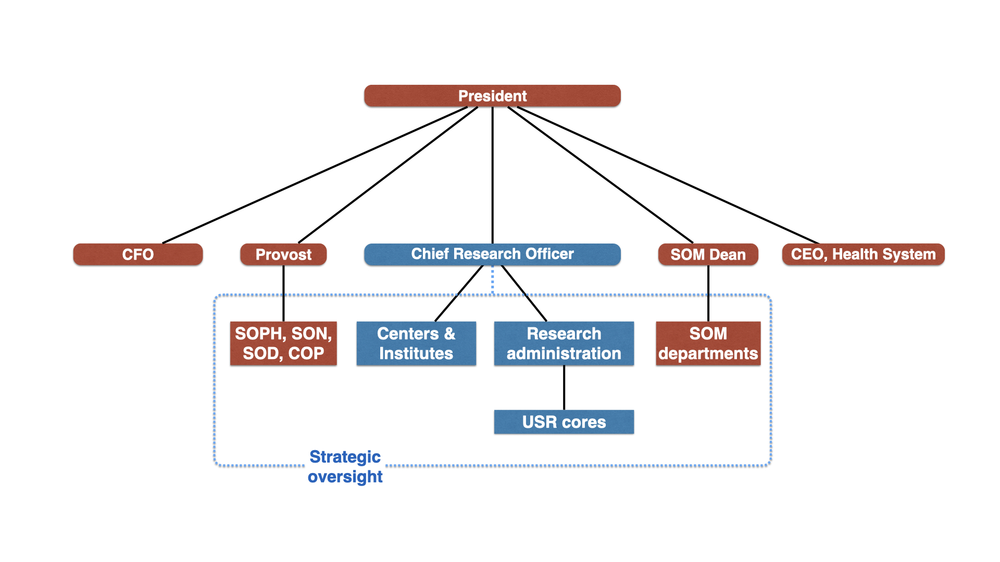 President
CFO
Provost
Chief Research Officer
SOM Dean
CEO, Health System
SOPH, SON,
SOD, COP
Centers &
Institutes
Research
administration
SOM
departments
USR cores
Strategic
oversight